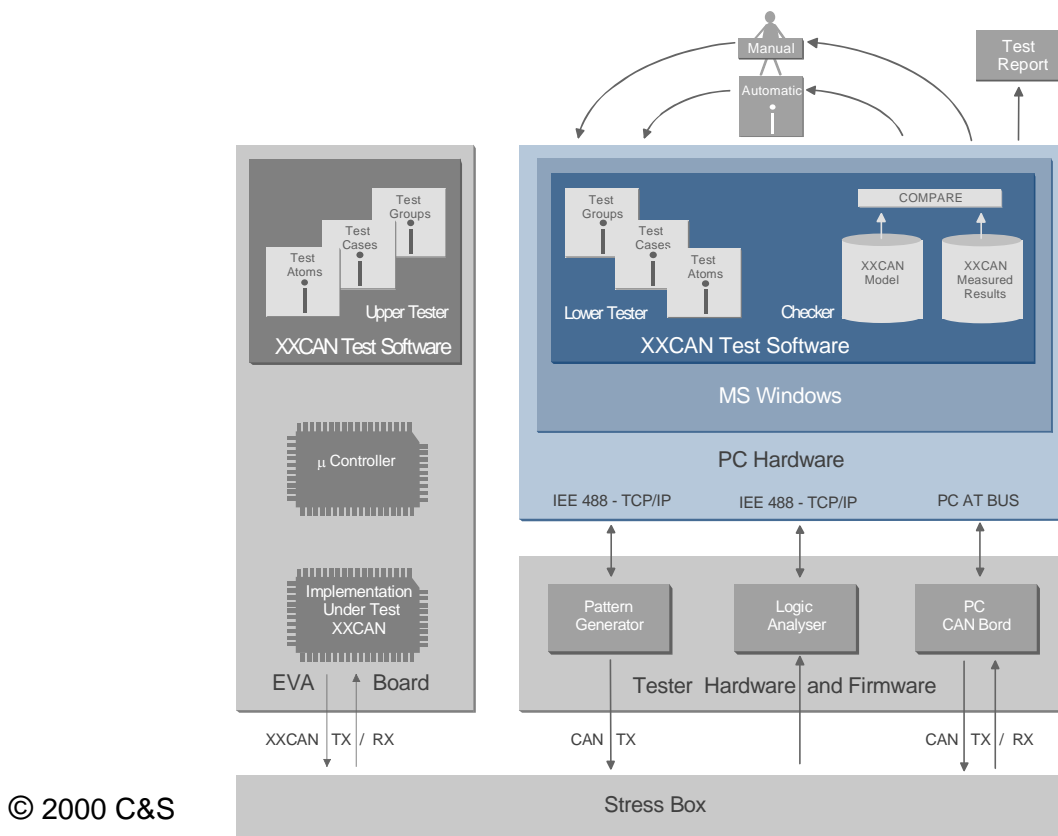 Manual
Automatic
Test
Report
Test
Groups
Test
Cases
Test
Atoms
Upper Tester
XXCAN Test Software
Test
Groups
Test
Cases
Test
Atoms
Lower Tester
COMPARE
XXCAN
Model
XXCAN
Measured
Results
Checker
XXCAN Test Software
MS Windows
PC Hardware
IEE 488 - TCP/IP
IEE 488 - TCP/IP
PC AT BUS
μ Controller
Implementation
Under Test
XXCAN
EVA Board
Pattern
Generator
Logic
Analyser
PC
CAN Bord
Tester Hardware and Firmware
XXCAN TX / RX
CAN TX
CAN TX / RX
Stress Box
© 2000 C&S